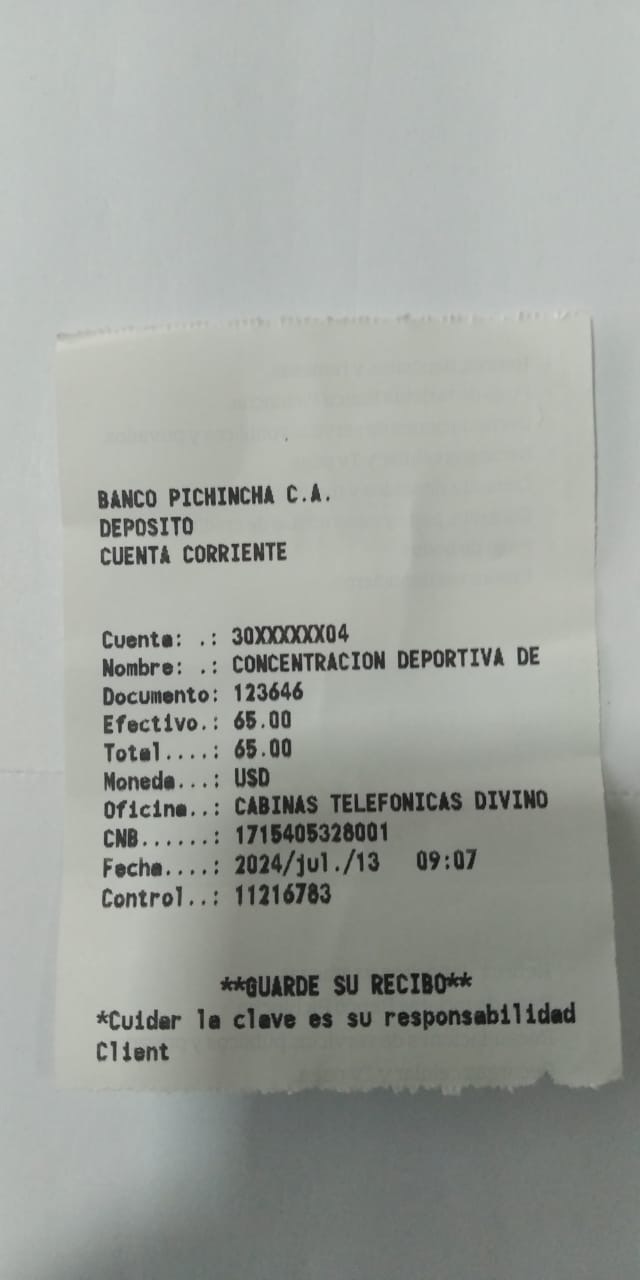 BANCO PICHINCHA C.A.
DEPOSITO
CUENTA CORRIENTE
Cuenta: .: 30XXXXXX04
Nombre: .: CONCENTRACION DEPORTIVA DE
Documento: 123646
Efectivo.: 65.00
Total....: 65.00
Moneda...: USD
Oficina..: CABINAS TELEFONICAS DIVINO
CNB......: 1715405328001
Fecha....: 2024/jul./13 09:07
Control..: 11216783
**GUARDE SU RECIBO**
*Cuidar la clave es su responsabilidad
Client